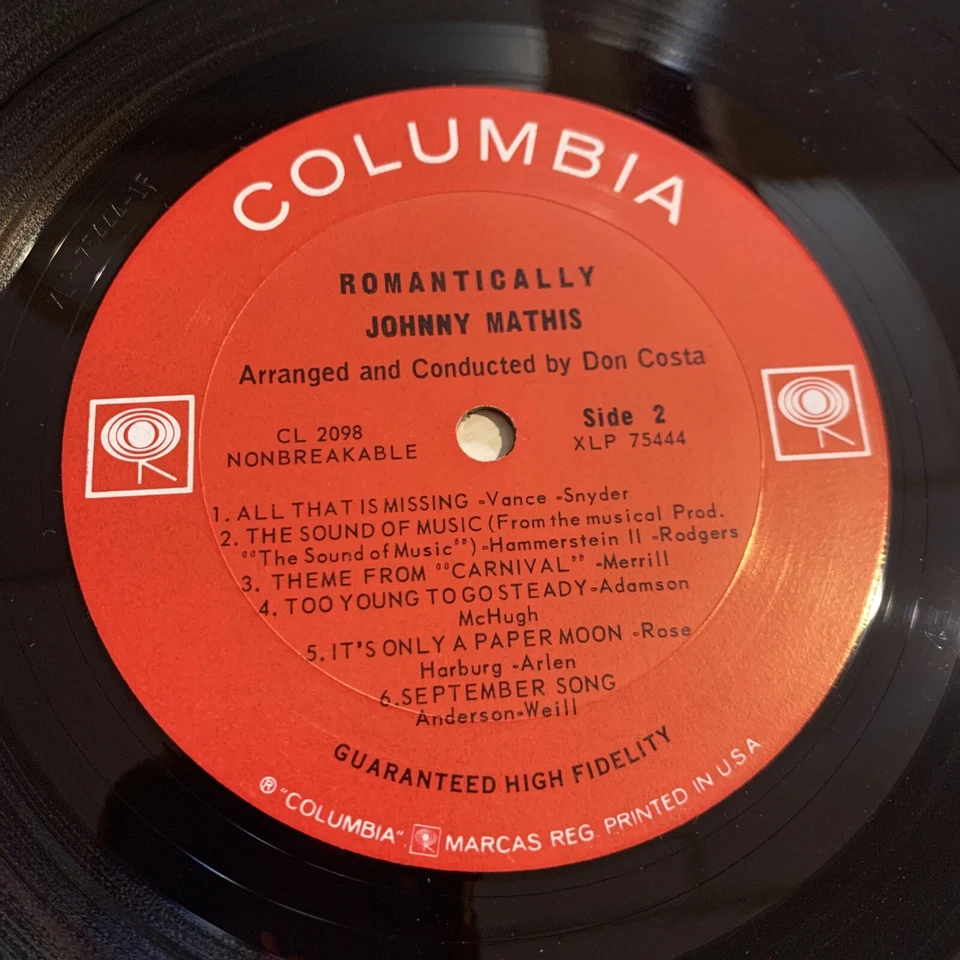 COLUMBIA
ROMANTICALLY
JOHNNY MATHIS
Arranged and Conducted by Don Costa
CL 2098
NONBREAKABLE
Side 2
XLP 75444
1. ALL THAT IS MISSING -Vance -Snyder
2. THE SOUND OF MUSIC (From the musical Prod.
"The Sound of Music") -Hammerstein II -Rodgers
3. THEME FROM "CARNIVAL" -Merrill
4. TOO YOUNG TO GO STEADY-Adamson
McHugh
5. IT'S ONLY A PAPER MOON -Rose
Harburg -Arlen
6. SEPTEMBER SONG
Anderson-Weill
GUARANTEED HIGH FIDELITY
® "COLUMBIA" MARCAS REG. PRINTED IN U S A
XLP-75444-1F